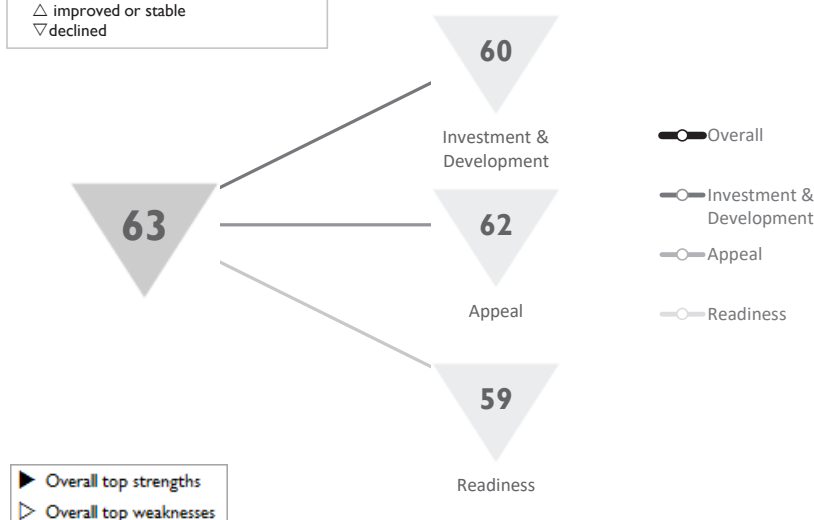 △ improved or stable
▽ declined
60
Investment &
Development
63
62
Appeal
59
Readiness
Overall
Investment &
Development
Appeal
Readiness
▶ Overall top strengths
▷ Overall top weaknesses